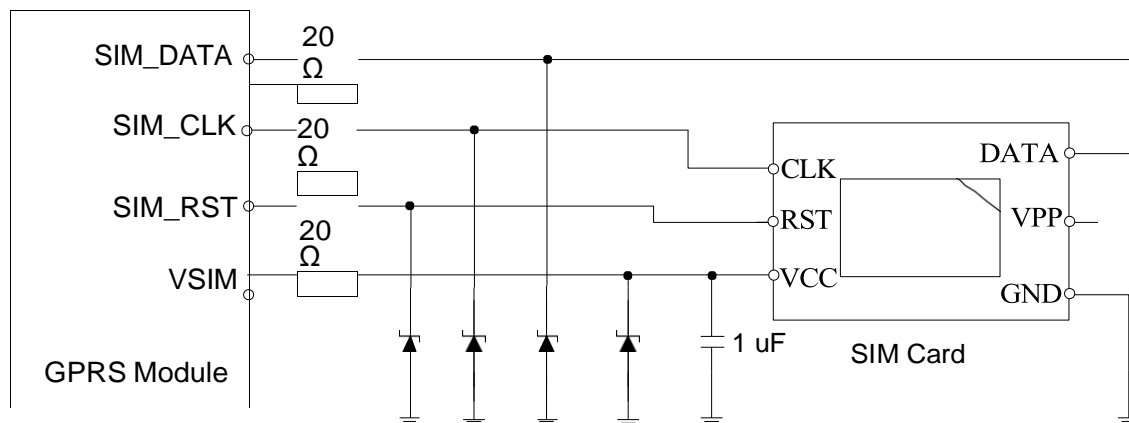 20
SIM_DATA
Ω
SIM_CLK
20
Ω
SIM_RST
20
Ω
VSIM
GPRS Module
CLK
DATA
RST
VPP
VCC
GND
1 uF
SIM Card